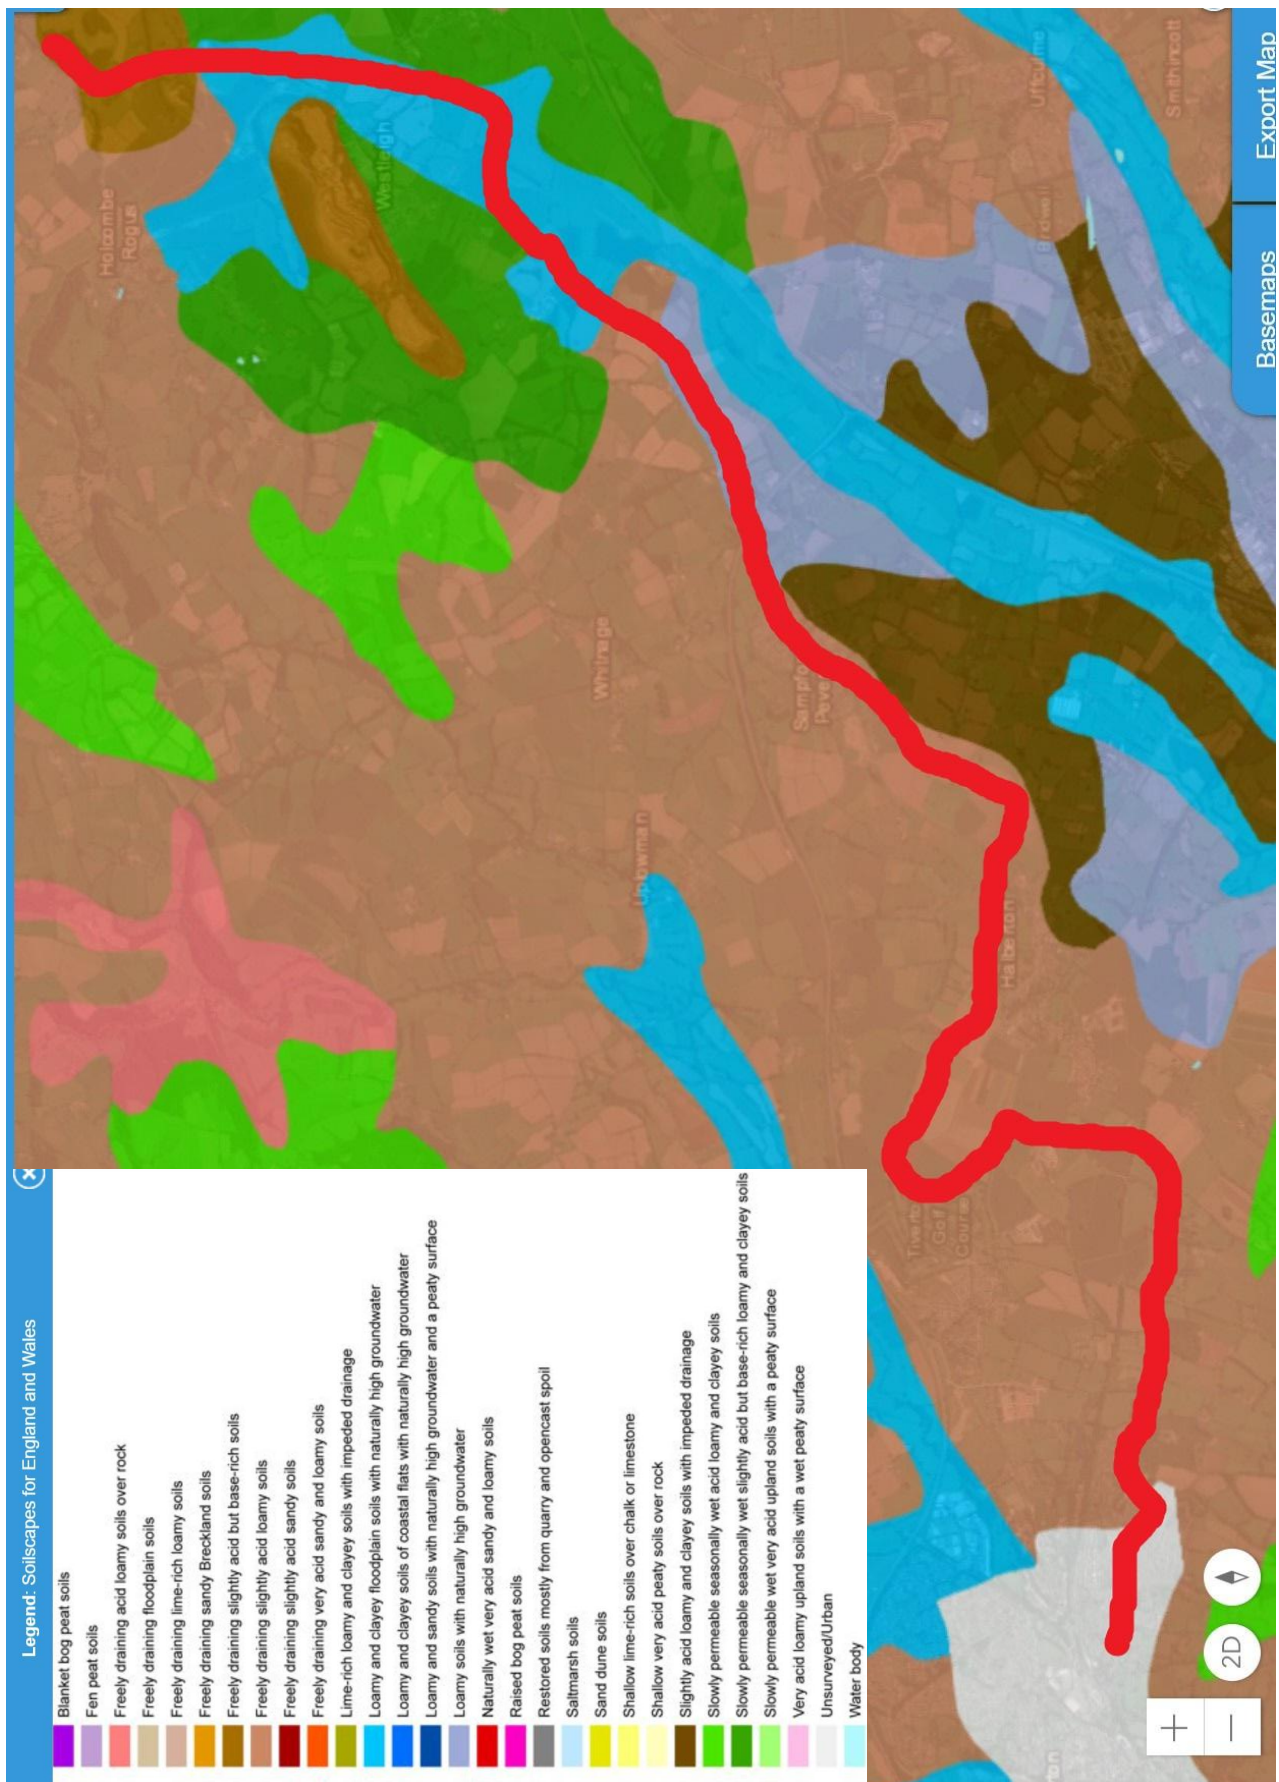 Legend: Soilscapes for England and Wales
Blanket bog peat soils
Fen peat soils
Freely draining acid loamy soils over rock
Freely draining floodplain soils
Freely draining lime-rich loamy soils
Freely draining sandy Breckland soils
Freely draining slightly acid but base-rich soils
Freely draining slightly acid loamy soils
Freely draining slightly acid sandy soils
Freely draining very acid sandy and loamy soils
Lime-rich loamy and clayey soils with impeded drainage
Loamy and clayey floodplain soils with naturally high groundwater
Loamy and clayey soils of coastal flats with naturally high groundwater
Loamy and sandy soils with naturally high groundwater and a peaty surface
Loamy soils with naturally high groundwater
Naturally wet very acid sandy and loamy soils
Raised bog peat soils
Restored soils mostly from quarry and opencast spoil
Saltmarsh soils
Sand dune soils
Shallow lime-rich soils over chalk or limestone
Shallow very acid peaty soils over rock
Slightly acid loamy and clayey soils with impeded drainage
Slowly permeable seasonally wet acid loamy and clayey soils
Slowly permeable seasonally wet slightly acid but base-rich loamy and clayey soils
Slowly permeable wet very acid upland soils with a peaty surface
Very acid loamy upland soils with a wet peaty surface
Unsurveyed/Urban
Water body
Holcombe
Rogus
Westleigh
Whitnage
Uplowman
Sampfo
Pever
Halberton
Uffculme
Smithincott
Bridwell
Golf
Course
2D
+
−
Basemaps
Export Map